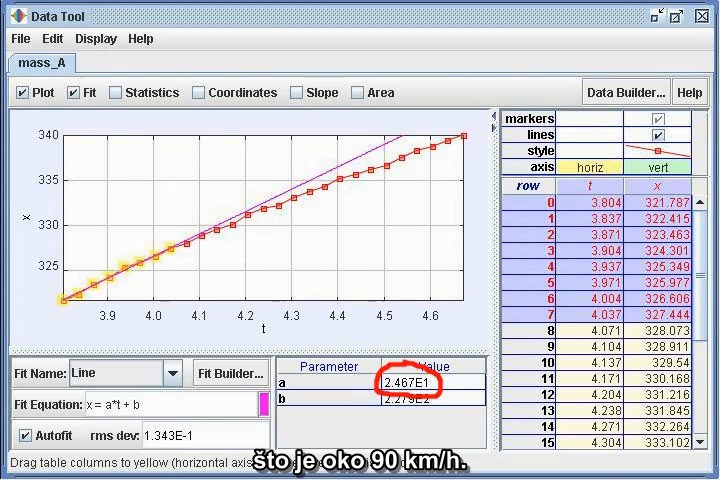 Data Tool
File Edit Display Help
mass_A
Plot Fit Statistics Coordinates Slope Area Data Builder... Help
340
335
330
325
x
3.9 4.0 4.1 4.2 4.3 4.4 4.5 4.6
t
markers
lines
style
axis horiz vert
row t x
0 3.804 321.787
1 3.837 322.415
2 3.871 323.463
3 3.904 324.301
4 3.937 325.349
5 3.971 325.977
6 4.004 326.606
7 4.037 327.444
8 4.071 328.073
9 4.104 328.911
10 4.137 329.54
11 4.171 330.168
12 4.204 331.216
13 4.238 331.845
14 4.271 332.264
15 4.304 333.102
Fit Name: Line Fit Builder...
Fit Equation: x = a*t + b
Autofit rms dev: 1.343E-1
Parameter Value
a 2.467E1
b 2.279E2
Drag table columns to yellow (horizontal axis
što je oko 90 km/h.